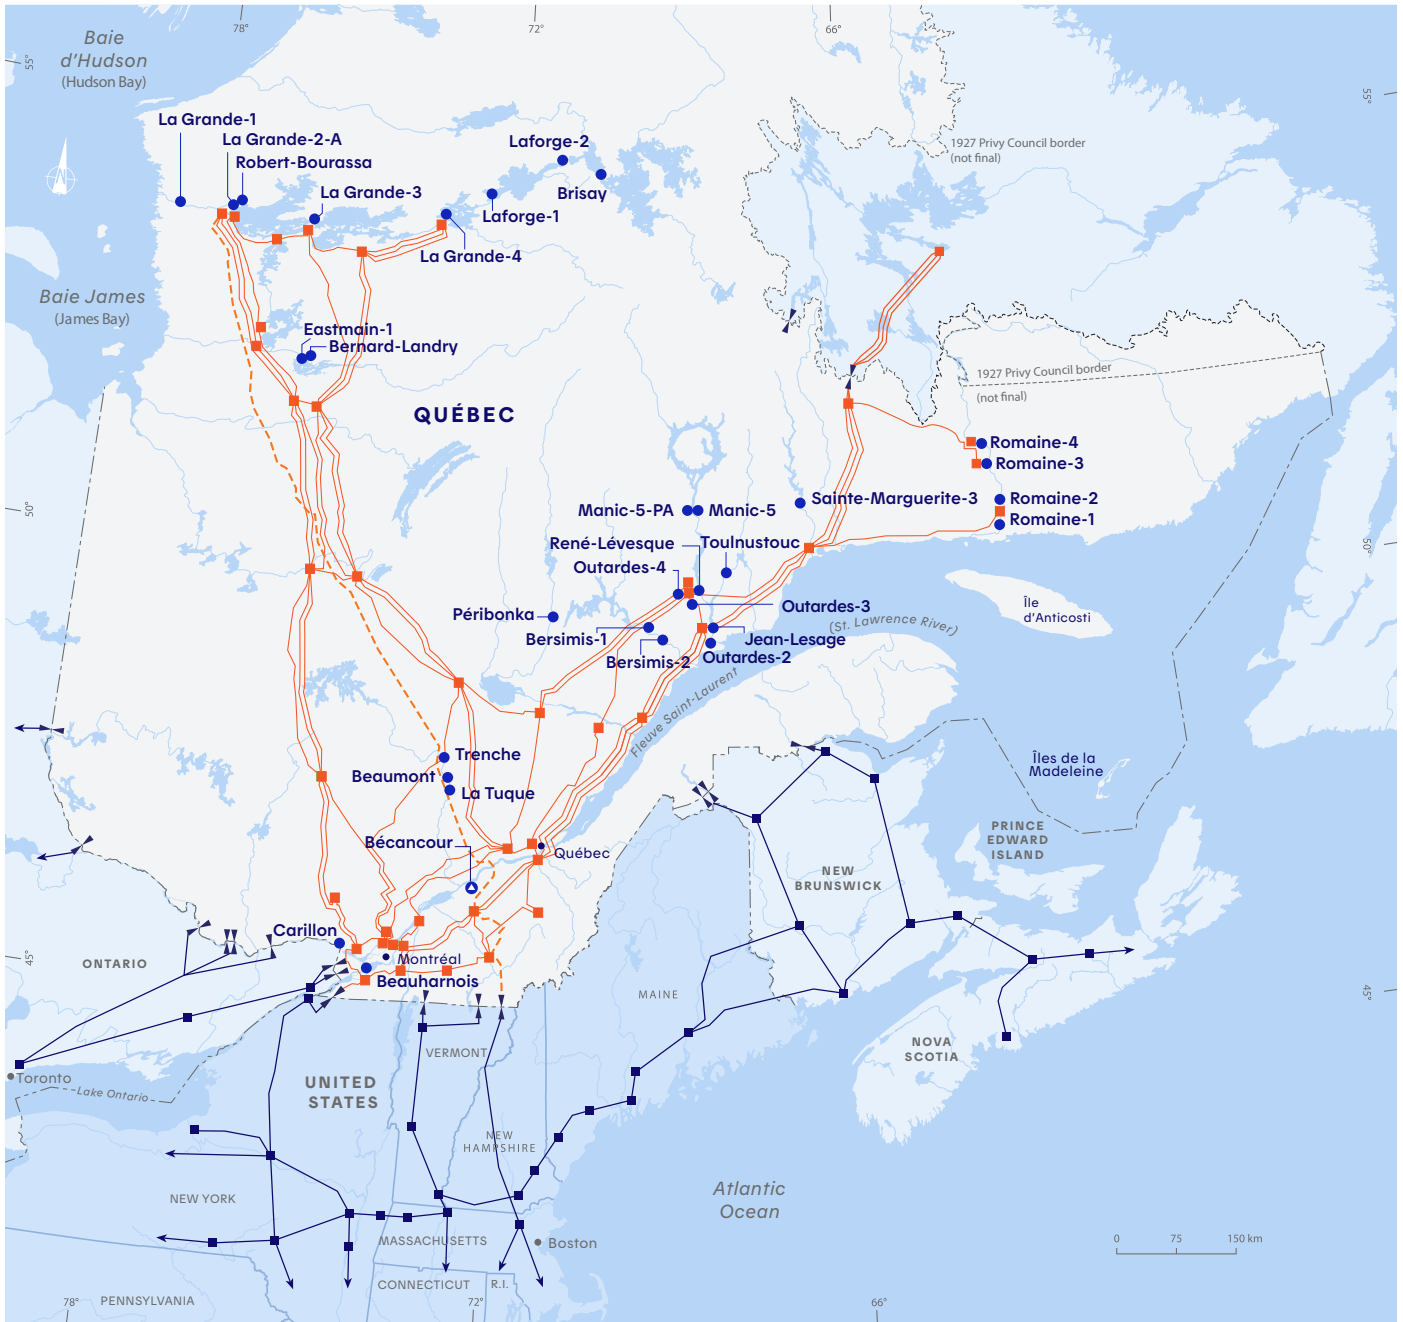 78°
72°
66°
Baie
d’Hudson
(Hudson Bay)
55°
55°
La Grande-1
La Grande-2-A
Robert-Bourassa
La Grande-3
Laforge-2
Brisay
Laforge-1
La Grande-4
1927 Privy Council border
(not final)
Baie James
(James Bay)
Eastmain-1
Bernard-Landry
1927 Privy Council border
(not final)
QUÉBEC
Romaine-4
Romaine-3
Romaine-2
Romaine-1
Sainte-Marguerite-3
Manic-5-PA
Manic-5
50°
50°
René-Lévesque
Toulnustouc
Outardes-4
Outardes-3
Péribonka
Bersimis-1
Bersimis-2
Jean-Lesage
Outardes-2
(St. Lawrence River)
Fleuve Saint-Laurent
Île
d’Anticosti
Trenche
Beaumont
La Tuque
Îles de la
Madeleine
Bécancour
Québec
PRINCE
EDWARD
ISLAND
NEW
BRUNSWICK
Carillon
Montréal
Beauharnois
45°
45°
ONTARIO
MAINE
NOVA
SCOTIA
VERMONT
Toronto
Lake Ontario
UNITED
STATES
NEW
HAMPSHIRE
NEW YORK
Atlantic
Ocean
MASSACHUSETTS
Boston
CONNECTICUT
R.I.
PENNSYLVANIA
0
75
150 km
78°
72°
66°